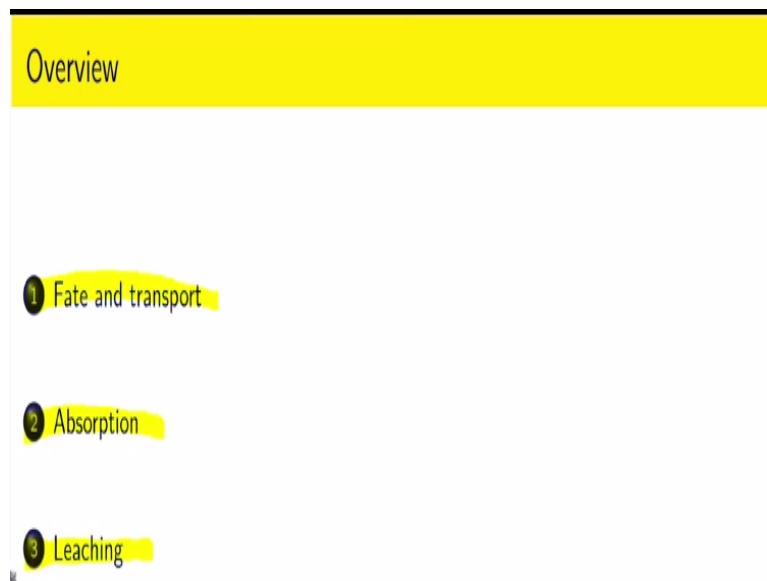 Overview
1 Fate and transport
2 Absorption
3 Leaching